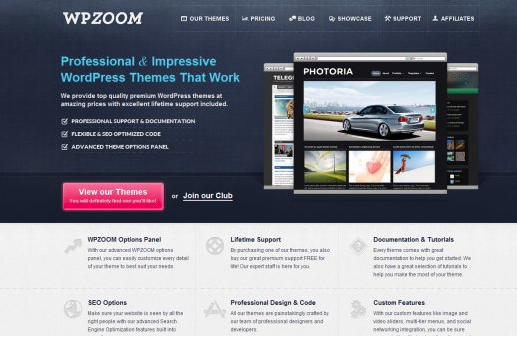 WPZOOM
OUR THEMES PRICING BLOG SHOWCASE SUPPORT AFFILIATES
Professional & Impressive
WordPress Themes That Work
We provide top quality premium WordPress themes at
amazing prices with excellent lifetime support included.
PROFESSIONAL SUPPORT & DOCUMENTATION
FLEXIBLE & SEO OPTIMIZED CODE
ADVANCED THEME OPTIONS PANEL
TELEG
PHOTORIA
View our Themes
You will definitely find one you'll like!
or Join our Club
WPZOOM Options Panel
With our advanced WPZOOM options
panel, you can easily customize every detail
of your theme to best suit your needs.
Lifetime Support
By purchasing one of our themes, you also
buy our great premium support FREE for
life! Our expert staff is here for you.
Documentation & Tutorials
Every theme comes with great
documentation to help you get started. We
also have a great selection of tutorials to
help you make the most of your theme.
SEO Options
Make sure your website is seen by all the
right people with our advanced Search
Engine Optimization features built into
Professional Design & Code
All our themes are painstakingly crafted by
our team of professional designers and
developers.
Custom Features
With our custom features like image and
video sliders, multi-tier menus, and social
networking integration, you can be sure